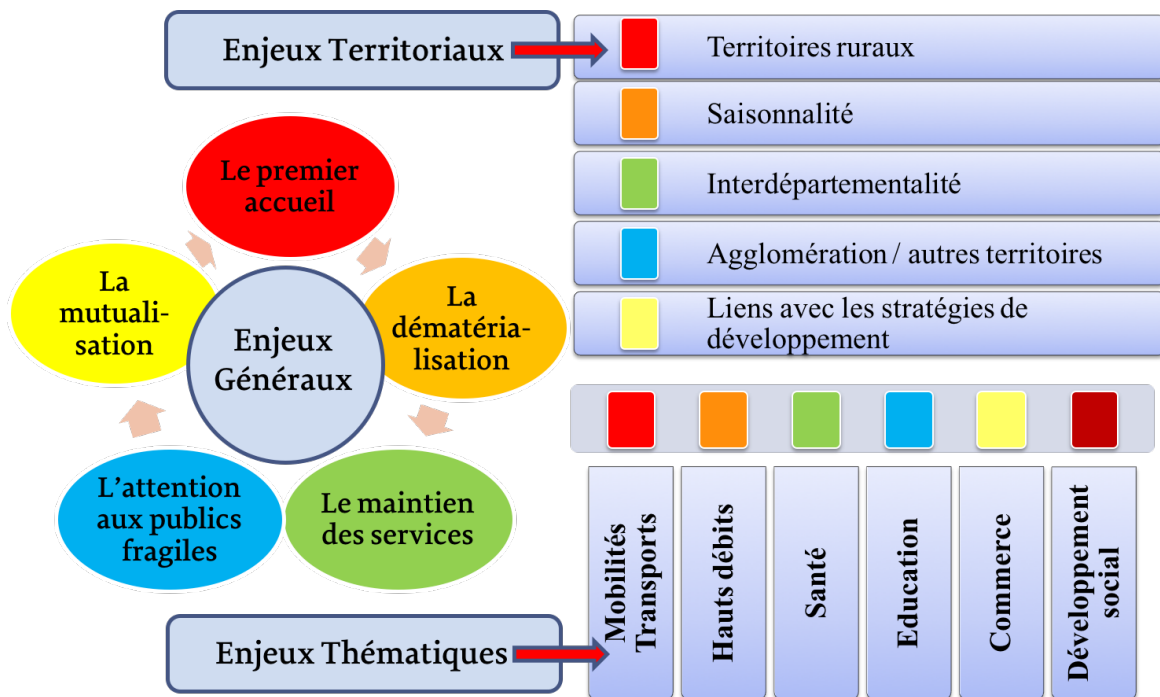 Enjeux Territoriaux
Territoires ruraux
Saisonnalité
Interdépartementalité
Agglomération / autres territoires
Liens avec les stratégies de
développement
Le premier
accueil
La
dématéria-
lisation
Le maintien
des services
L'attention
aux publics
fragiles
La
mutuali-
sation
Enjeux
Généraux
Enjeux Thématiques
Mobilités
Transports
Hauts débits
Santé
Education
Commerce
Développement
social